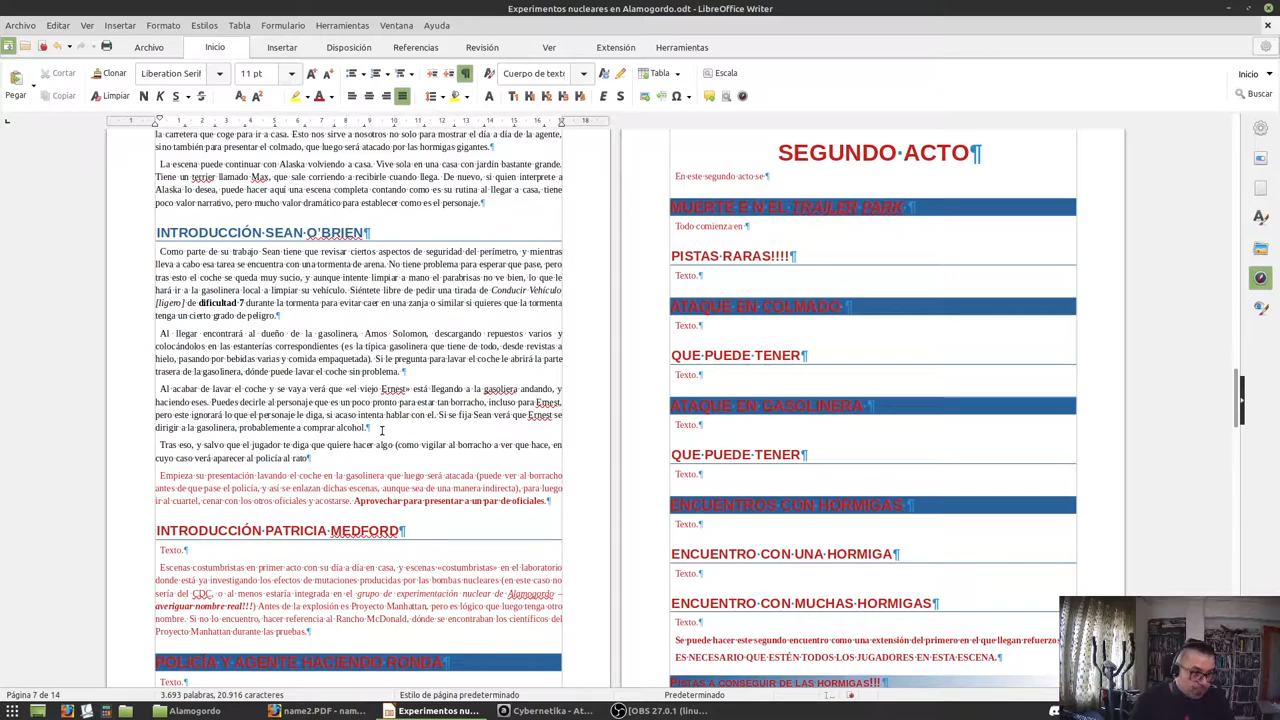 Experimentos nucleares en Alamogordo.odt - LibreOffice Writer
Archivo Editar Ver Insertar Formato Estilos Tabla Formulario Herramientas Ventana Ayuda
Archivo Inicio Insertar Disposición Referencias Revisión Ver Extensión Herramientas
Pegar Cortar Clonar Liberation Serif 11 pt Cuerpo de texto Tabla Escala Inicio
Copiar Limpiar Buscar
la carretera que coge para ir a casa. Esto nos sirve a nosotros no solo para mostrar el día a día de la agente,
sino también para presentar el colmado, que luego será atacado por las hormigas gigantes.¶
La escena puede continuar con Alaska volviendo a casa. Vive sola en una casa con jardín bastante grande.
Tiene un terrier llamado Max, que sale corriendo a recibirle cuando llega. De nuevo, si quien interpreta a
Alaska lo desea, puede hacer aquí una escena completa contando como es su rutina al llegar a casa, tiene
poco valor narrativo, pero mucho valor dramático para establecer como es el personaje.¶
INTRODUCCIÓN·SEAN·O'BRIEN¶
Como parte de su trabajo Sean tiene que revisar ciertos aspectos de seguridad del perímetro, y mientras
lleva a cabo esa tarea se encuentra con una tormenta de arena. No tiene problema para esperar que pase, pero
tras esto el coche se queda muy sucio, y aunque intente limpiar a mano el parabrisas no ve bien, lo que le
hará ir a la gasolinera local a limpiar su vehículo. Siéntete libre de pedir una tirada de Conducir Vehículo
[ligero] de dificultad 7 durante la tormenta para evitar caer en una zanja o similar si quieres que la tormenta
tenga un cierto grado de peligro.¶
Al llegar encontrará al dueño de la gasolinera, Amos Solomon, descargando repuestos varios y
colocándolos en las estanterías correspondientes (es la típica gasolinera que tiene de todo, desde revistas a
hielo, pasando por bebidas varias y comida empaquetada). Si le pregunta para lavar el coche le abrirá la parte
trasera de la gasolinera, dónde puede lavar el coche sin problema. ¶
Al acabar de lavar el coche y se vaya verá que «el viejo Ernest» está llegando a la gasoliera andando, y
haciendo eses. Puedes decirle al personaje que es un poco pronto para estar tan borracho, incluso para Ernest,
pero este ignorará lo que el personaje le diga, si acaso intenta hablar con el. Si se fija Sean verá que Ernest se
dirigir a la gasolinera, probablemente a comprar alcohol.¶
Tras eso, y salvo que el jugador te diga que quiere hacer algo (como vigilar al borracho a ver que hace, en
cuyo caso verá aparecer al policía al rato¶
Empieza su presentación lavando el coche en la gasolinera que luego será atacada (puede ver al borracho
antes de que pase el policía, y así se enlazan dichas escenas, aunque sea de una manera indirecta), para luego
ir al cuartel, cenar con los otros oficiales y acostarse. Aprovechar para presentar a un par de oficiales.¶
INTRODUCCIÓN·PATRICIA·MEDFORD¶
Texto.¶
Escenas costumbristas en primer acto con su día a día en casa, y escenas «costumbristas» en el laboratorio
donde está ya investigando los efectos de mutaciones producidas por las bombas nucleares (en este caso no
sería del CDC, o al menos estaría integrada en el grupo de experimentación nuclear de Alamogordo –
averiguar nombre real!!!) Antes de la explosión es Proyecto Manhattan, pero es lógico que luego tenga otro
nombre. Si no lo encuentro, hacer referencia al Rancho McDonald, dónde se encontraban los científicos del
Proyecto Manhattan durante las pruebas.¶
POLICÍA Y AGENTE HACIENDO RONDA¶
Texto.¶
SEGUNDO·ACTO¶
En este segundo acto se ¶
MUERTE E N EL TRAILER PARK ¶
Todo comienza en ¶
PISTAS RARAS!!!!¶
Texto.¶
ATAQUE EN COLMADO ¶
Texto.¶
QUE PUEDE TENER¶
Texto.¶
ATAQUE EN GASOLINERA ¶
Texto.¶
QUE PUEDE TENER¶
Texto.¶
ENCUENTROS CON HORMIGAS ¶
Texto.¶
ENCUENTRO CON UNA HORMIGA¶
Texto.¶
ENCUENTRO CON MUCHAS HORMIGAS¶
Texto.¶
Se puede hacer este segundo encuentro como una extensión del primero en el que llegan refuerzos
ES NECESARIO QUE ESTÉN TODOS LOS JUGADORES EN ESTA ESCENA.¶
PISTAS A CONSEGUIR DE LAS HORMIGAS!!!¶
Página 7 de 14 3.693 palabras, 20.916 caracteres Estilo de página predeterminado Predeterminado
Alamogordo name2.PDF - nam... Experimentos nu... Cybernetika - At... [OBS 27.0.1 (linu...